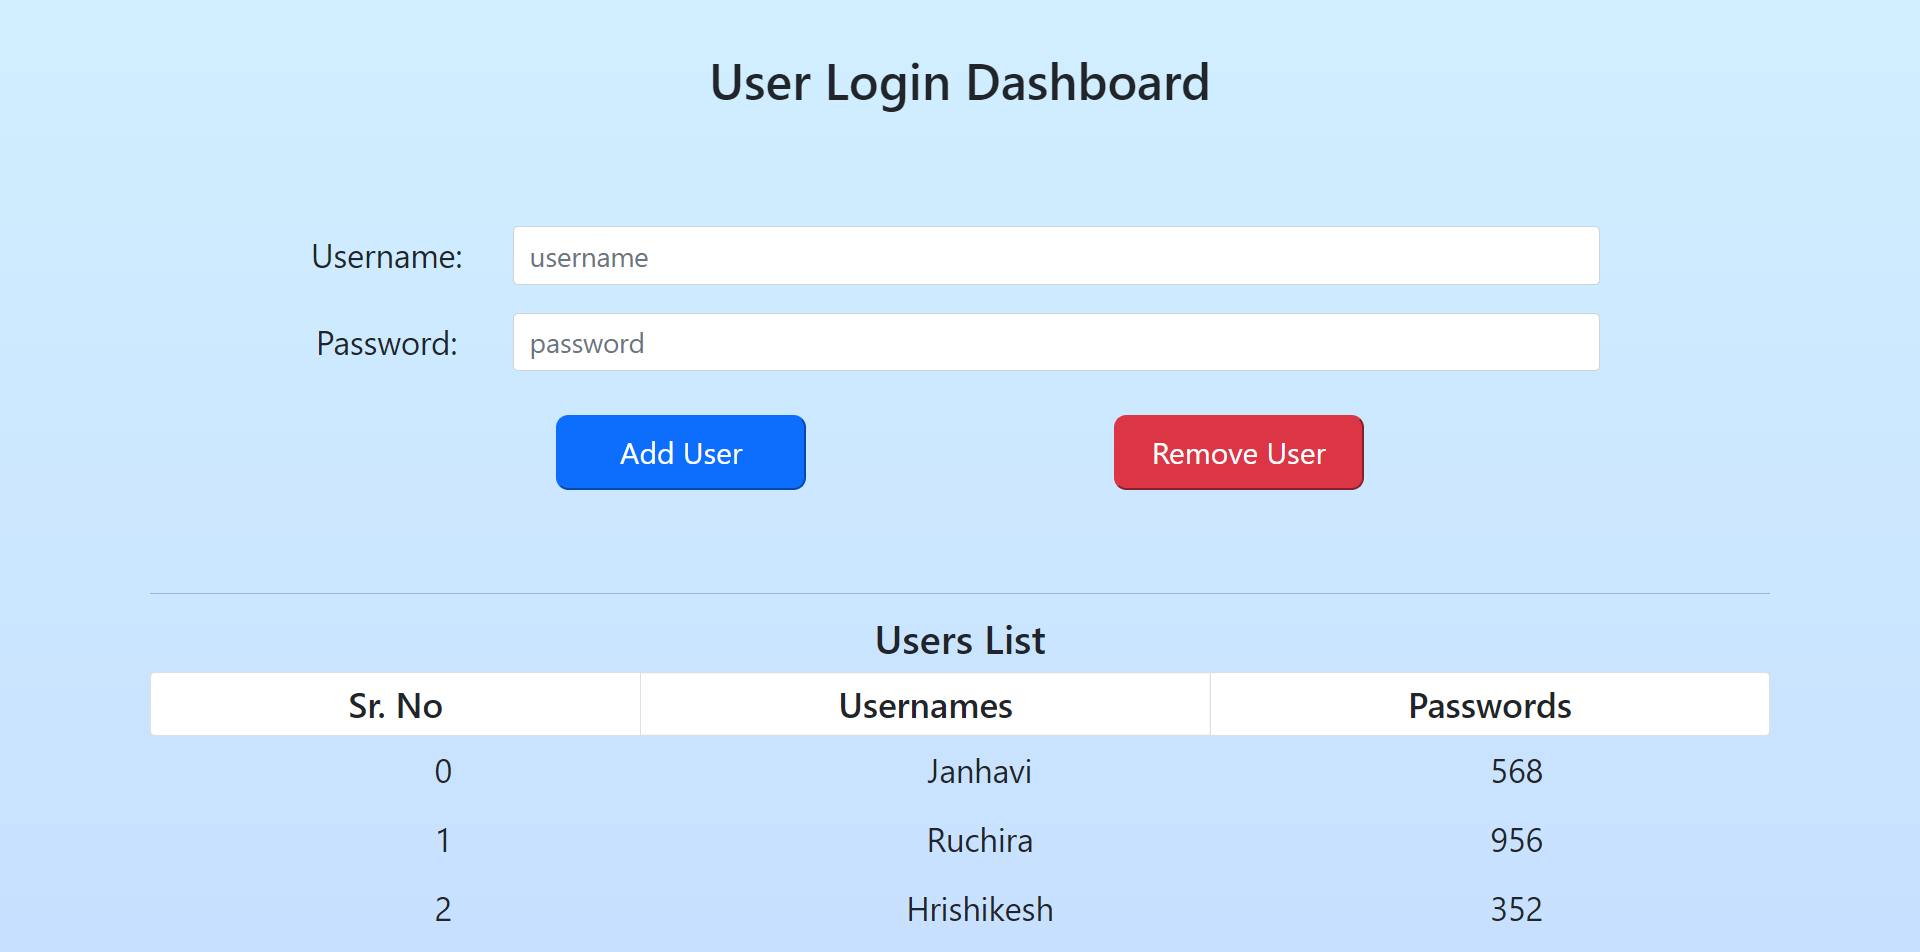 User Login Dashboard
Username: username
Password: password
Add User Remove User
Users List
Sr. No Usernames Passwords
0 Janhavi 568
1 Ruchira 956
2 Hrishikesh 352